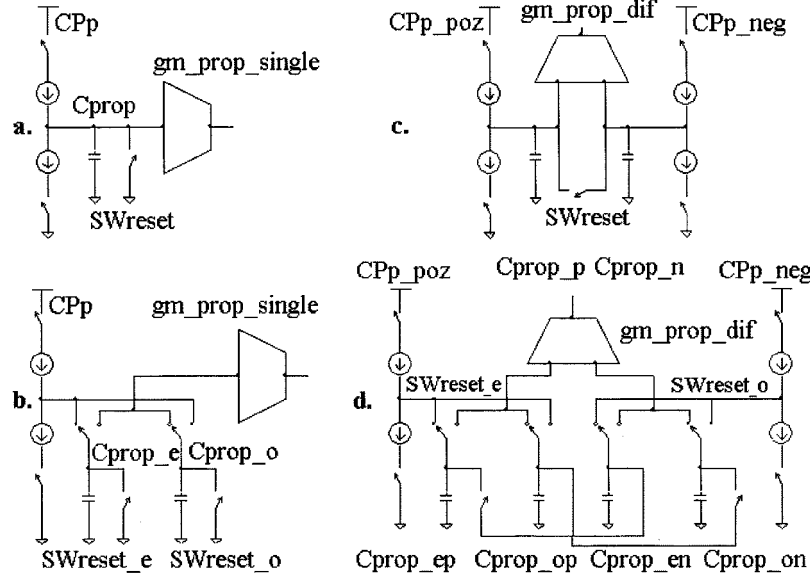 CPp
gm_prop_single
Cprop
a.
SWreset
CPp_poz
gm_prop_dif
CPp_neg
c.
SWreset
CPp
gm_prop_single
b.
Cprop_e
Cprop_o
SWreset_e
SWreset_o
CPp_poz
Cprop_p
Cprop_n
CPp_neg
gm_prop_dif
SWreset_e
SWreset_o
d.
Cprop_ep
Cprop_op
Cprop_en
Cprop_on